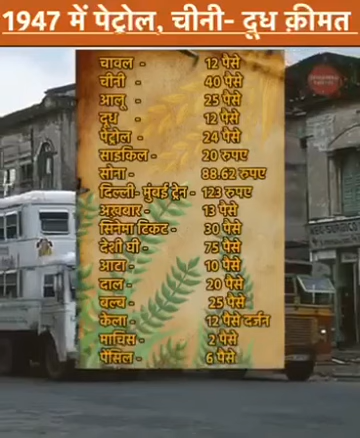 1947 में पेट्रोल, चीनी- दूध क़ीमत
चावल - 12 पैसे
चीनी - 40 पैसे
आलू - 25 पैसे
दूध - 12 पैसे
पेट्रोल - 24 पैसे
साइकिल - 20 रुपए
सोना - 88.62 रुपए
दिल्ली- मुंबई ट्रेन - 123 रुपए
अख़बार - 13 पैसे
सिनेमा टिकट - 30 पैसे
देशी घी - 75 पैसे
आटा - 10 पैसे
दाल - 20 पैसे
बल्ब - 25 पैसे
केला - 12 पैसे दर्जन
माचिस - 2 पैसे
पेंसिल - 6 पैसे